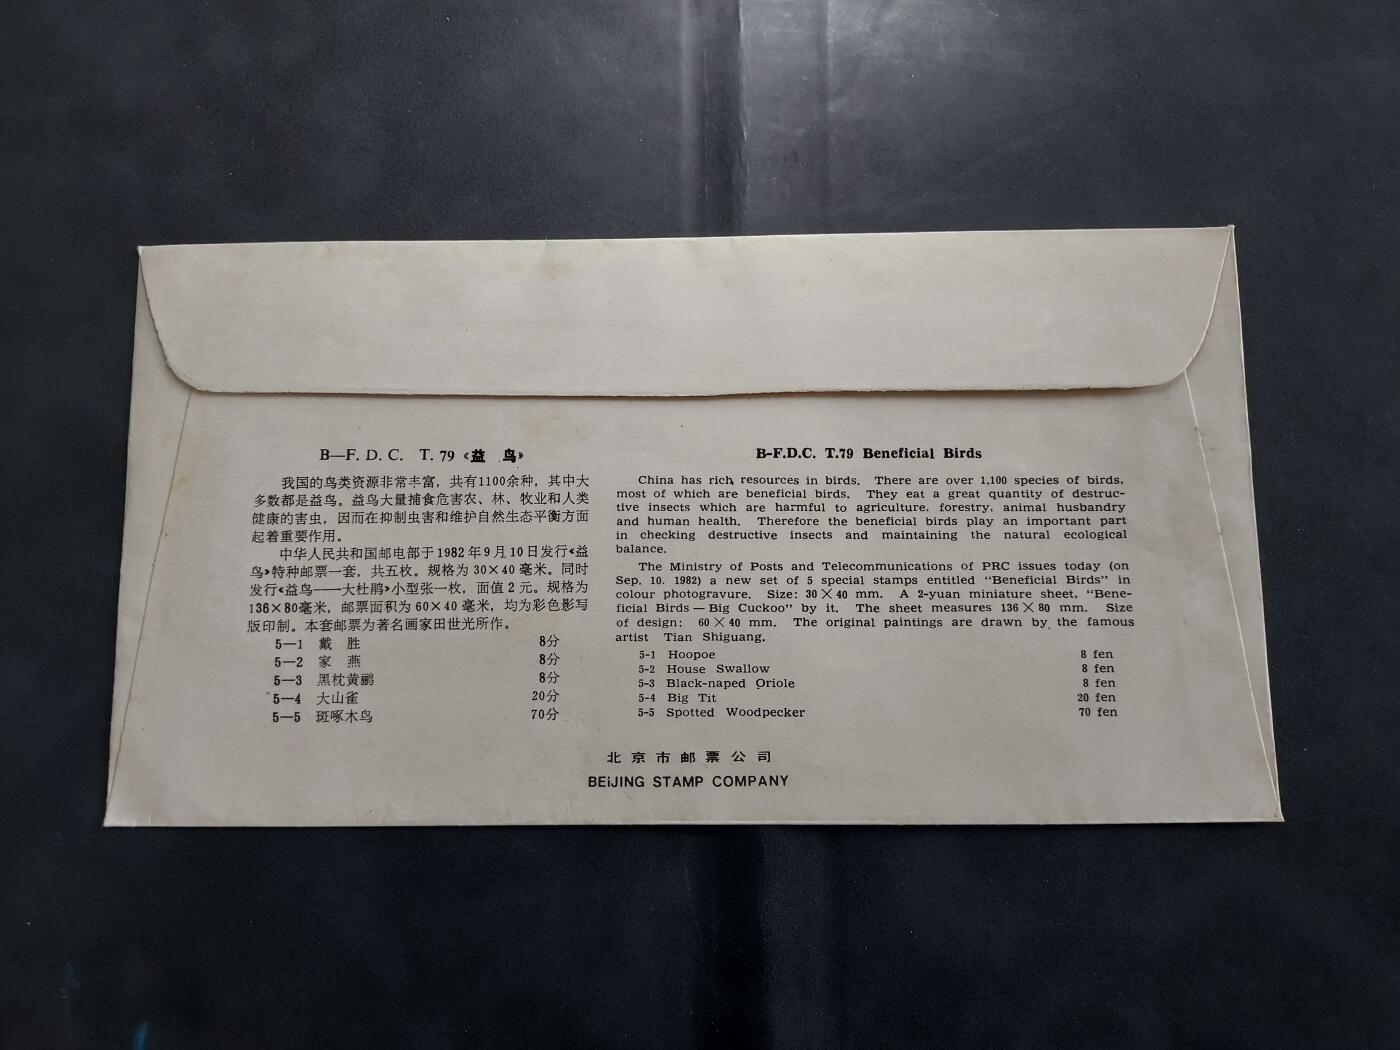 B—F. D. C. T. 79《益 鸟》
我国的鸟类资源非常丰富，共有1100余种，其中大
多数都是益鸟。益鸟大量捕食危害农、林、牧业和人类
健康的害虫，因而在抑制虫害和维护自然生态平衡方面
起着重要作用。
中华人民共和国邮电部于1982年9月10日发行《益
鸟》特种邮票一套，共五枚。规格为30×40毫米。同时
发行《益鸟——大杜鹃》小型张一枚，面值2元。规格为
136×80毫米，邮票面积为60×40毫米，均为彩色影写
版印制。本套邮票为著名画家田世光所作。
5—1 戴 胜 8分
5—2 家 燕 8分
5—3 黑枕黄鹂 8分
5—4 大山雀 20分
5—5 斑啄木鸟 70分
B-F.D.C. T.79 Beneficial Birds
China has rich resources in birds. There are over 1,100 species of birds,
most of which are beneficial birds. They eat a great quantity of destruc-
tive insects which are harmful to agriculture, forestry, animal husbandry
and human health. Therefore the beneficial birds play an important part
in checking destructive insects and maintaining the natural ecological
balance.
The Ministry of Posts and Telecommunications of PRC issues today (on
Sep. 10. 1982) a new set of 5 special stamps entitled "Beneficial Birds" in
colour photogravure. Size: 30×40 mm. A 2-yuan miniature sheet, "Bene-
ficial Birds — Big Cuckoo" by it. The sheet measures 136×80 mm. Size
of design: 60×40 mm. The original paintings are drawn by the famous
artist Tian Shiguang.
5-1 Hoopoe 8 fen
5-2 House Swallow 8 fen
5-3 Black-naped Oriole 8 fen
5-4 Big Tit 20 fen
5-5 Spotted Woodpecker 70 fen
北京市邮票公司
BEiJING STAMP COMPANY